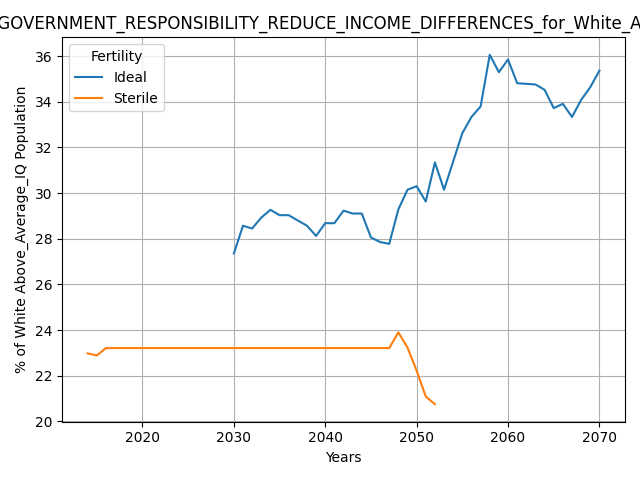 GOVERNMENT_RESPONSIBILITY_REDUCE_INCOME_DIFFERENCES_for_White_A
Fertility
Ideal
Sterile
% of White Above_Average_IQ Population
36
34
32
30
28
26
24
22
20
2020 2030 2040 2050 2060 2070
Years